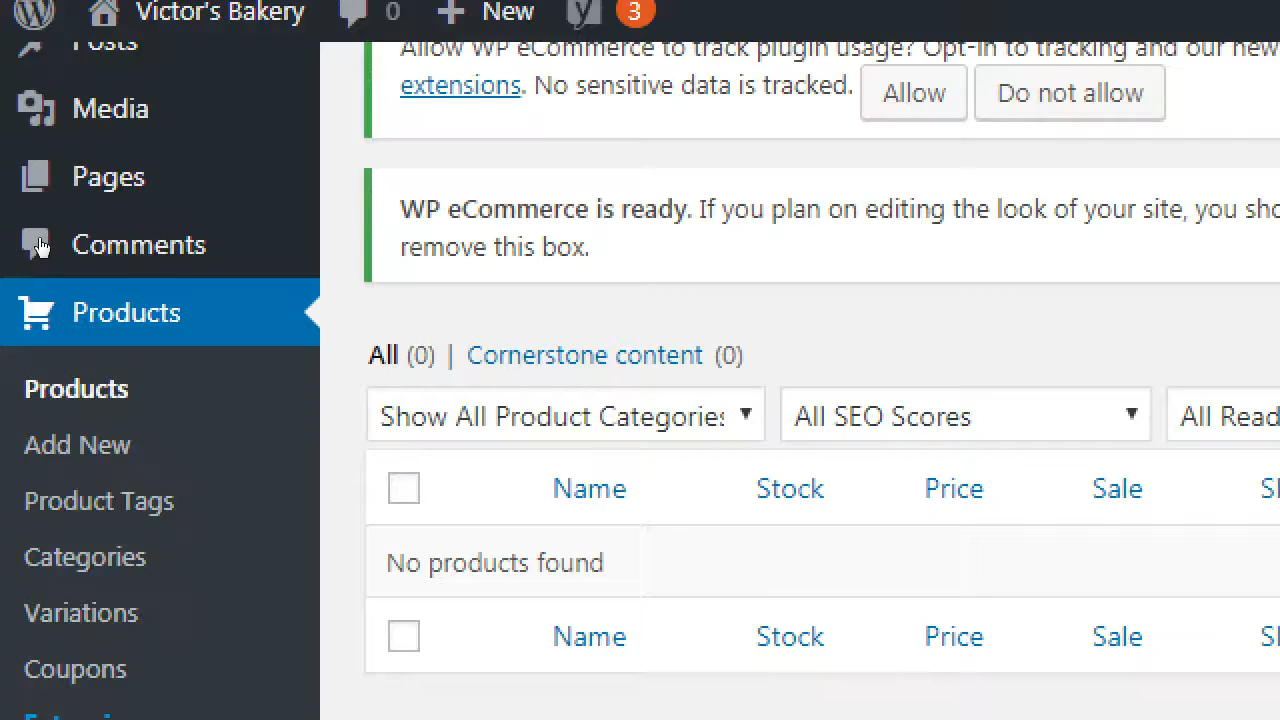 Victor's Bakery 0 New 3
Posts
Media
Pages
Comments
Products
Products
Add New
Product Tags
Categories
Variations
Coupons
Allow WP eCommerce to track plugin usage? Opt-in to tracking and our new
extensions. No sensitive data is tracked. Allow Do not allow
WP eCommerce is ready. If you plan on editing the look of your site, you sho
remove this box.
All (0) | Cornerstone content (0)
Show All Product Categories All SEO Scores All Read
Name Stock Price Sale
No products found
Name Stock Price Sale